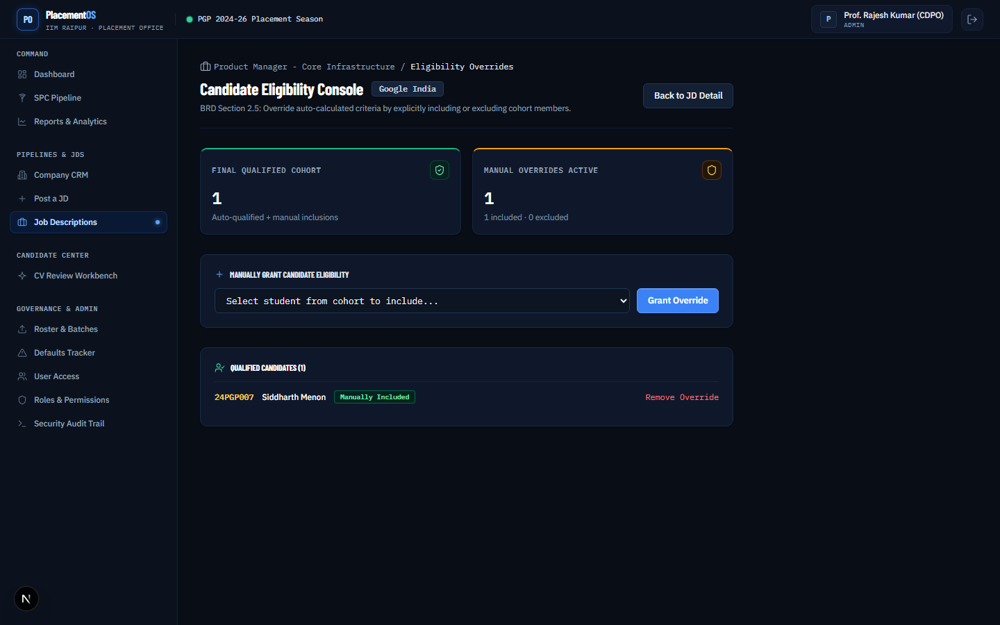 PO
PlacementOS
IIM RAIPUR · PLACEMENT OFFICE
PGP 2024-26 Placement Season
P
Prof. Rajesh Kumar (CDPO)
ADMIN
COMMAND
Dashboard
SPC Pipeline
Reports & Analytics
PIPELINES & JDS
Company CRM
Post a JD
Job Descriptions
CANDIDATE CENTER
CV Review Workbench
GOVERNANCE & ADMIN
Roster & Batches
Defaults Tracker
User Access
Roles & Permissions
Security Audit Trail
N
Product Manager - Core Infrastructure / Eligibility Overrides
Candidate Eligibility Console
Google India
BRD Section 2.5: Override auto-calculated criteria by explicitly including or excluding cohort members.
Back to JD Detail
FINAL QUALIFIED COHORT
1
Auto-qualified + manual inclusions
MANUAL OVERRIDES ACTIVE
1
1 included · 0 excluded
MANUALLY GRANT CANDIDATE ELIGIBILITY
Select student from cohort to include...
Grant Override
QUALIFIED CANDIDATES (1)
24PGP007 Siddharth Menon Manually Included Remove Override